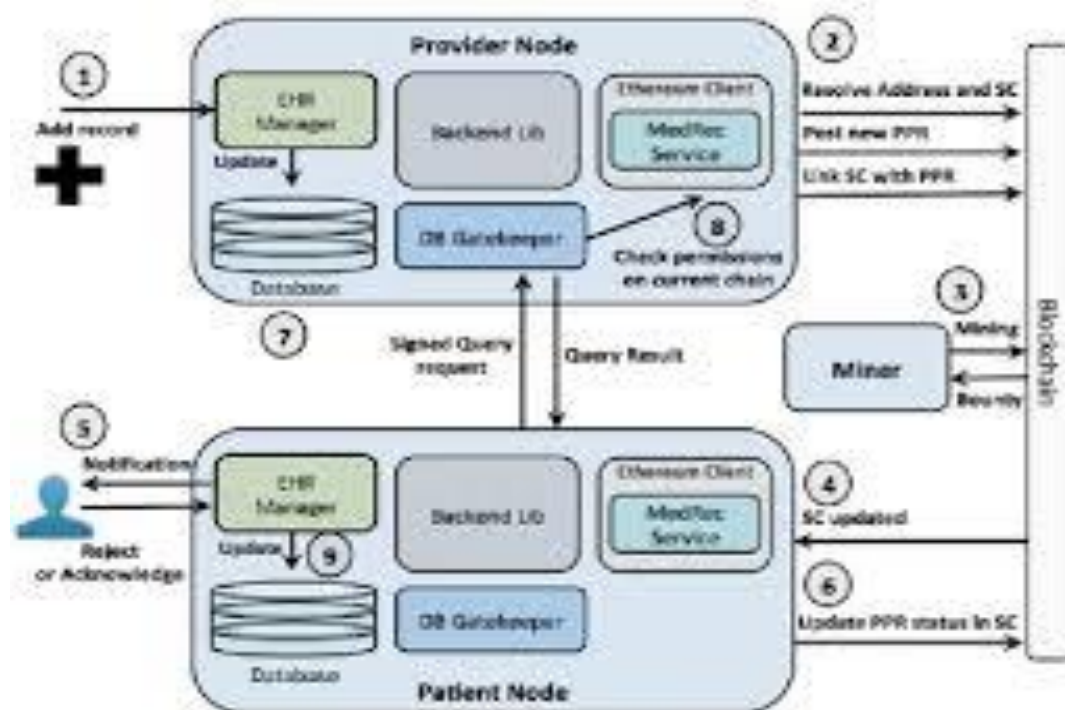 Provider Node
1
Add record
EHR
Manager
Update
Database
Backend Lib
DB Gatekeeper
Ethereum Client
MedRec
Service
8
Check permissions
on current chain
2
Resolve Address and SC
Post new PPR
Link SC with PPR
3
Mining
Miner
Bounty
Blockchain
7
Signed Query
request
Query Result
5
Notification
Reject
or Acknowledge
EHR
Manager
Update
9
Database
Backend Lib
DB Gatekeeper
Ethereum Client
MedRec
Service
4
SC updated
6
Update PPR status in SC
Patient Node